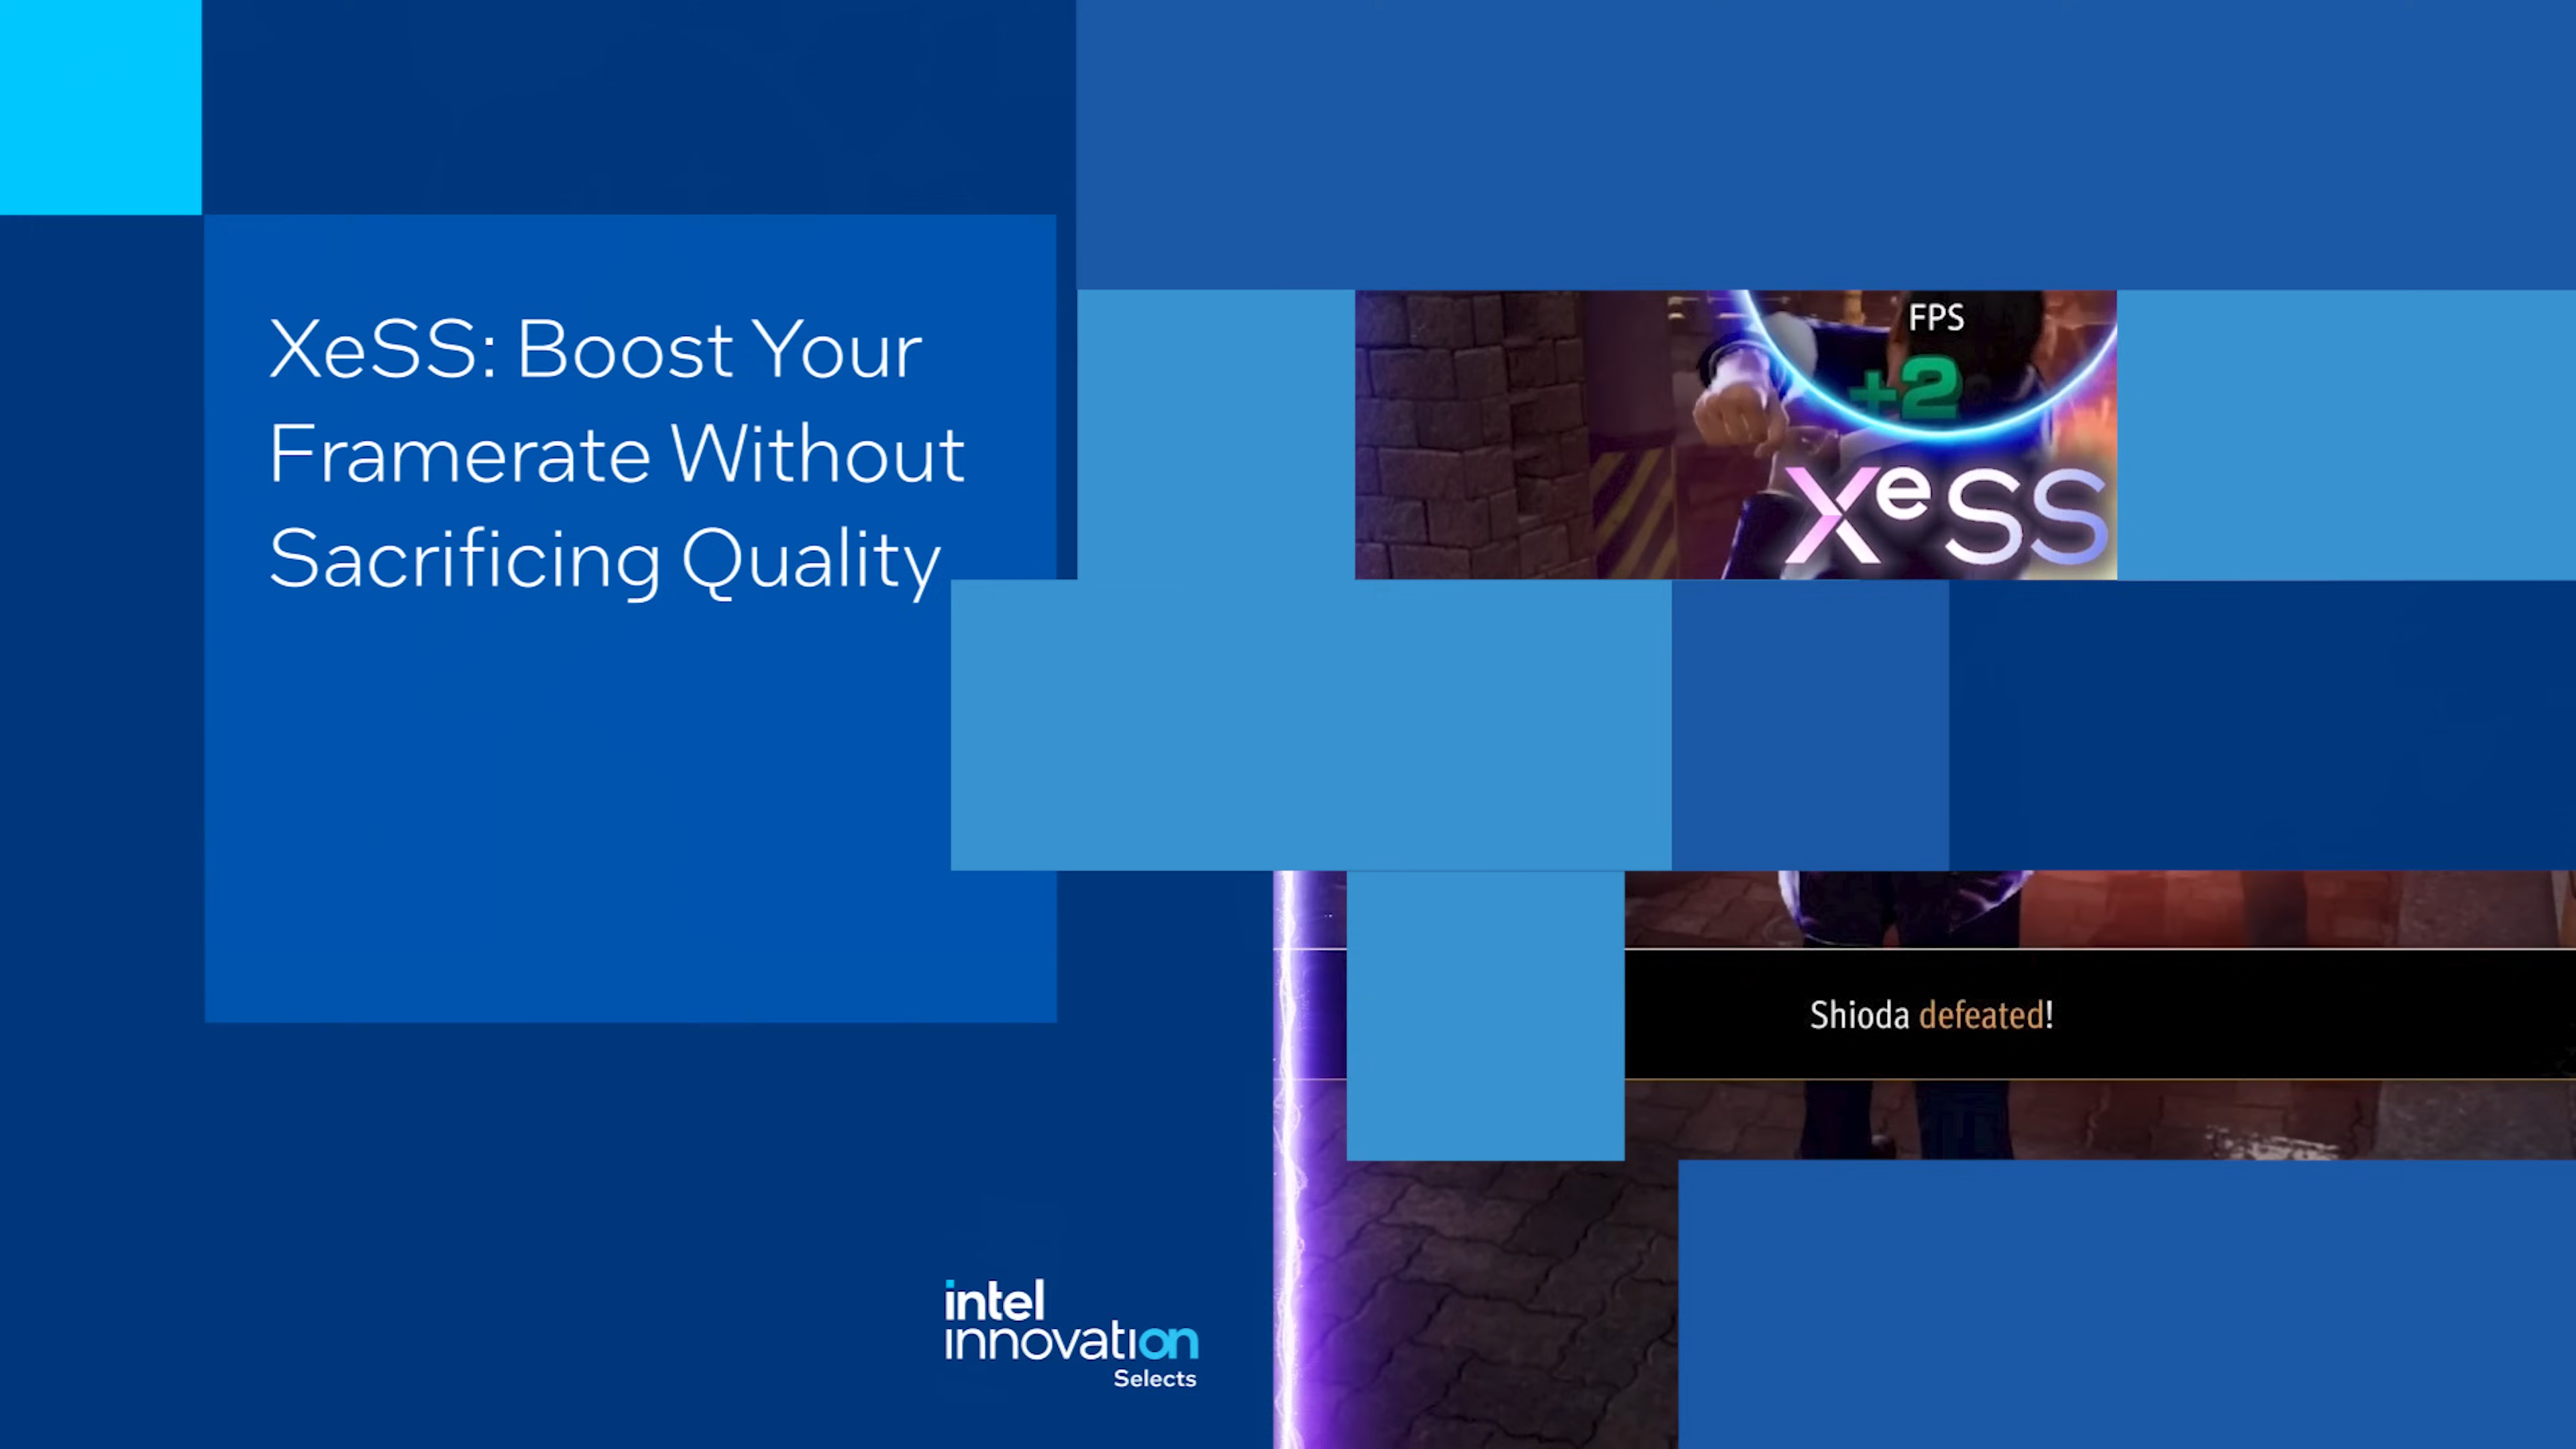 XeSS: Boost Your
Framerate Without
Sacrificing Quality
FPS
+2
XeSS
Shioda defeated!
intel
innovation
Selects